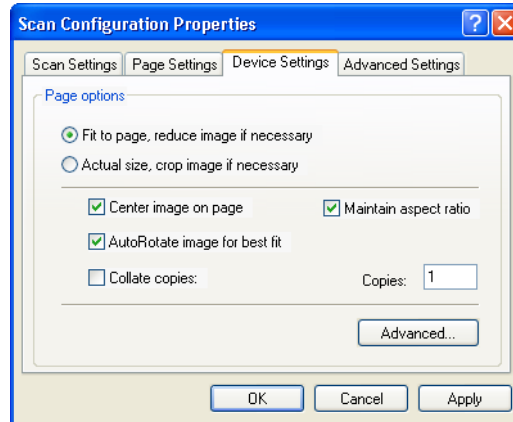 Scan Configuration Properties
Scan Settings Page Settings Device Settings Advanced Settings
Page options
Fit to page, reduce image if necessary
Actual size, crop image if necessary
Center image on page Maintain aspect ratio
AutoRotate image for best fit
Collate copies: Copies: 1
Advanced...
OK Cancel Apply